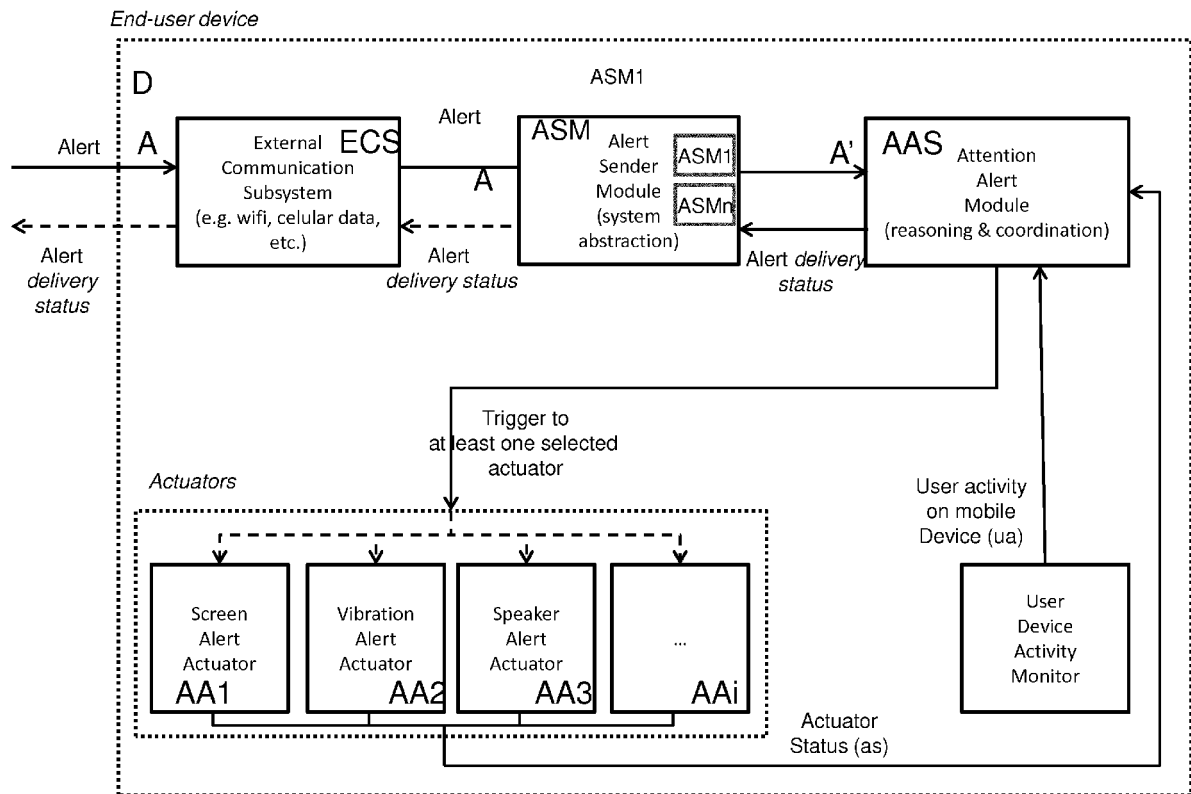 End-user device
D
ASM1
Alert
A
External
Communication
Subsystem
(e.g. wifi, celular data,
etc.)
ECS
Alert
A
ASM
Alert
Sender
Module
(system
abstraction)
ASM1
ASMn
A'
AAS
Attention
Alert
Module
(reasoning & coordination)
Alert
delivery
status
Alert
delivery status
Alert delivery
status
Trigger to
at least one selected
actuator
Actuators
User activity
on mobile
Device (ua)
Screen
Alert
Actuator
AA1
Vibration
Alert
Actuator
AA2
Speaker
Alert
Actuator
AA3
...
AAi
User
Device
Activity
Monitor
Actuator
Status (as)